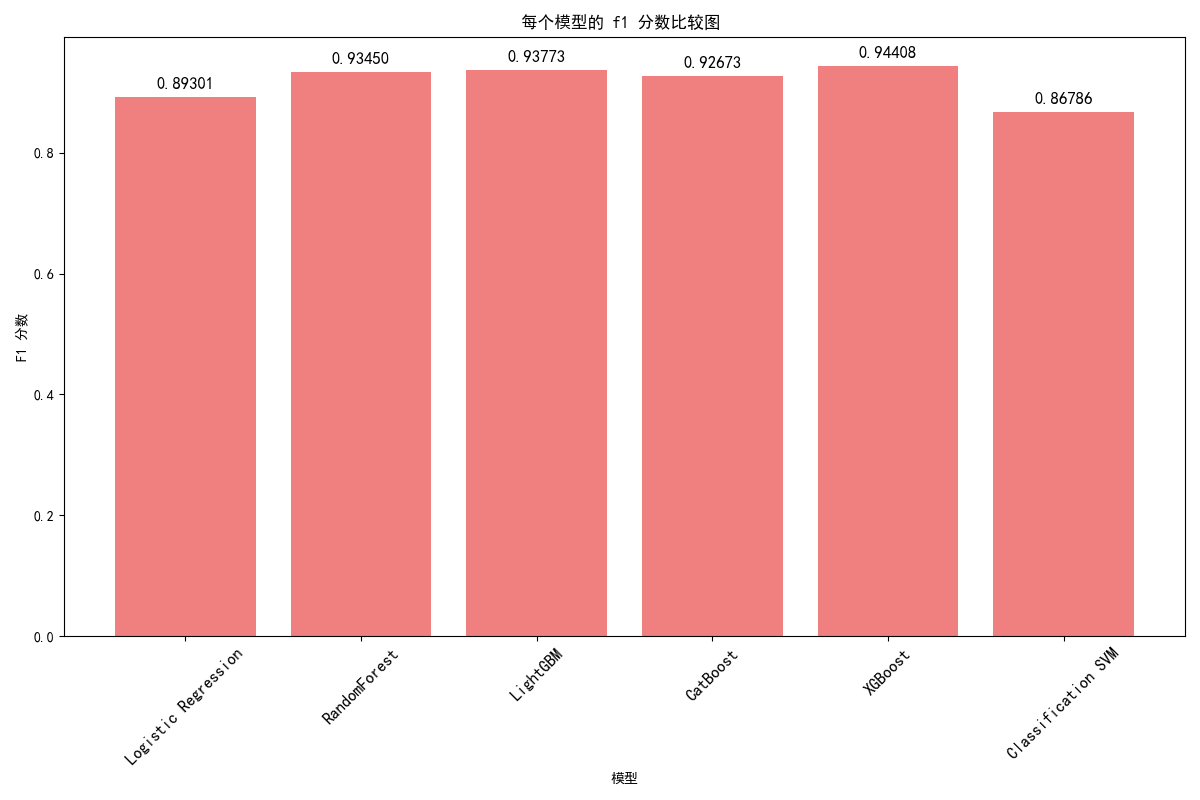 每个模型的 f1 分数比较图
0.89301
0.93450
0.93773
0.92673
0.94408
0.86786
0.8
0.6
0.4
0.2
0.0
F1 分数
Logistic Regression
RandomForest
LightGBM
CatBoost
XGBoost
Classification SVM
模型